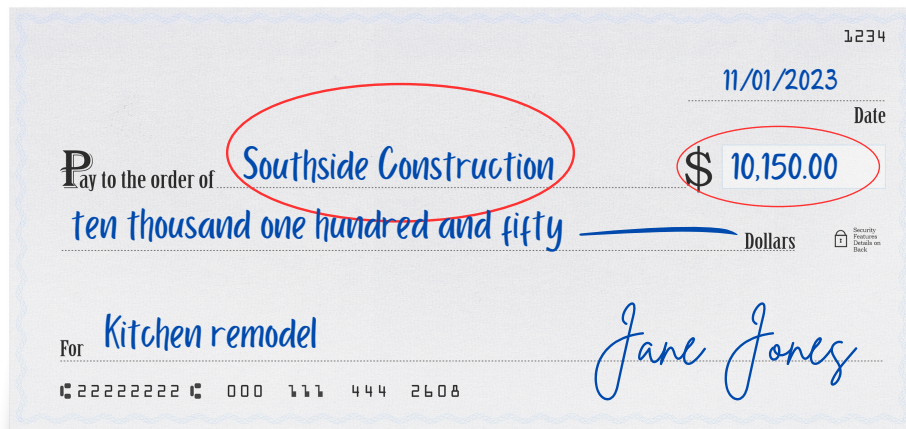 1234
11/01/2023
Date
Pay to the order of Southside Construction $ 10,150.00
ten thousand one hundred and fifty Dollars
Security
Features
Details on
Back
For Kitchen remodel Jane Jones
⑆22222222⑆ 000 111 444 2608